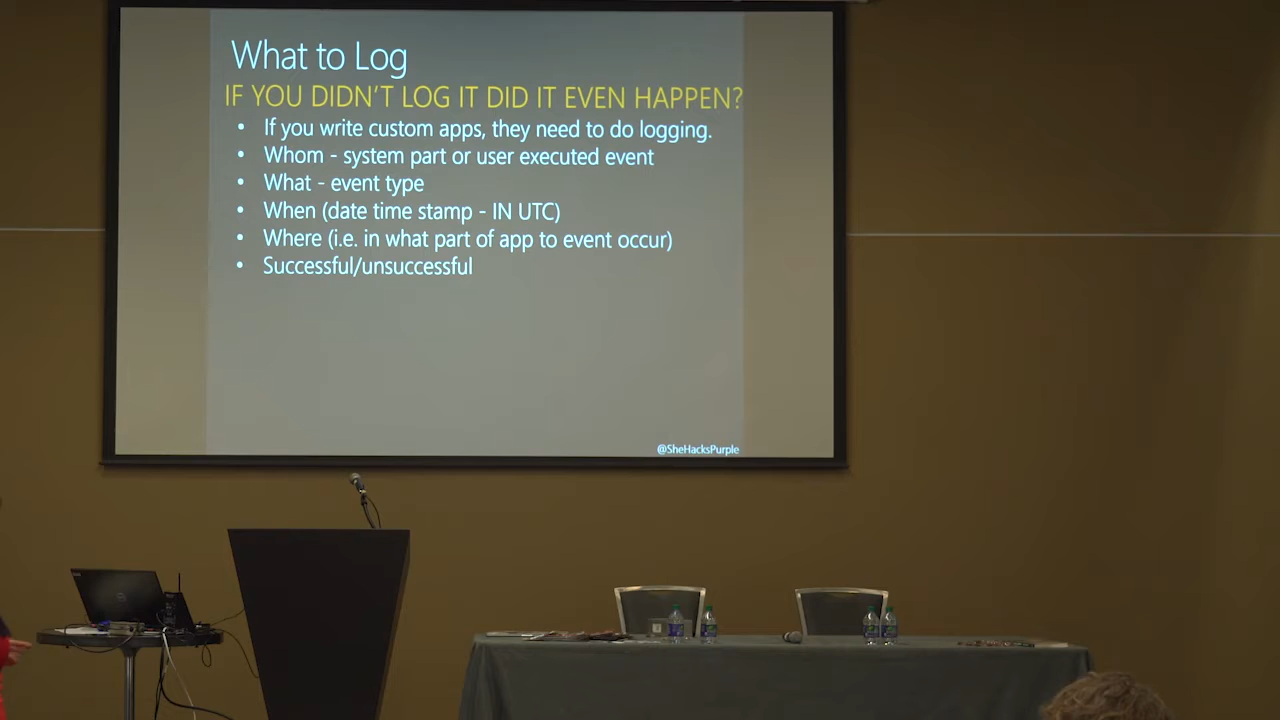 What to Log
IF YOU DIDN'T LOG IT DID IT EVEN HAPPEN?
• If you write custom apps, they need to do logging.
• Whom - system part or user executed event
• What - event type
• When (date time stamp - IN UTC)
• Where (i.e. in what part of app to event occur)
• Successful/unsuccessful
@SheHacksPurple